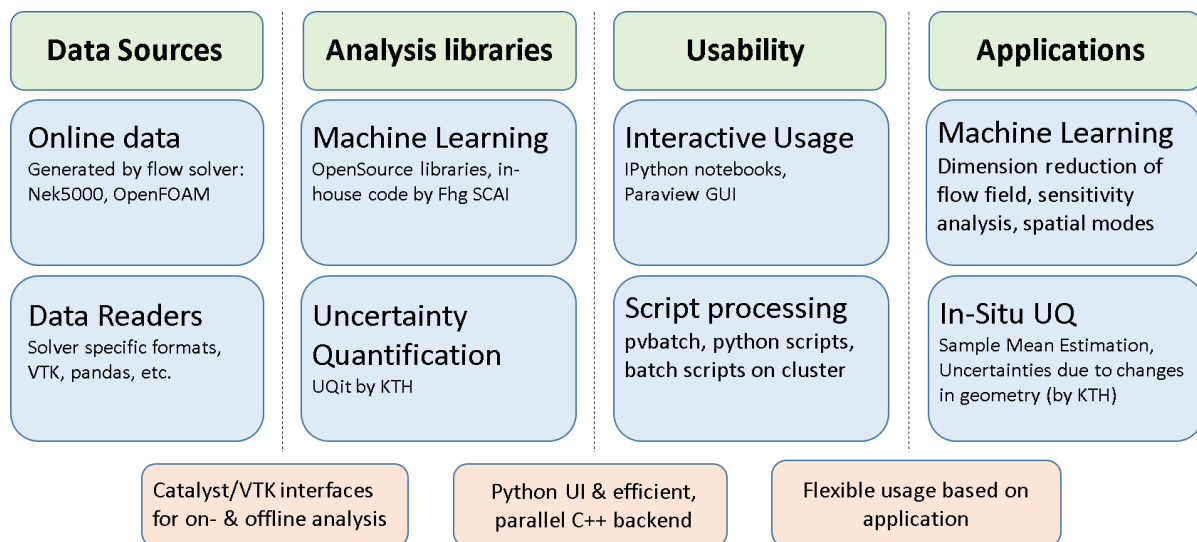 Data Sources
Analysis libraries
Usability
Applications
Online data
Generated by flow solver:
Nek5000, OpenFOAM
Machine Learning
OpenSource libraries, in-
house code by Fhg SCAI
Interactive Usage
IPython notebooks,
Paraview GUI
Machine Learning
Dimension reduction of
flow field, sensitivity
analysis, spatial modes
Data Readers
Solver specific formats,
VTK, pandas, etc.
Uncertainty
Quantification
UQit by KTH
Script processing
pvbatch, python scripts,
batch scripts on cluster
In-Situ UQ
Sample Mean Estimation,
Uncertainties due to changes
in geometry (by KTH)
Catalyst/VTK interfaces
for on- & offline analysis
Python UI & efficient,
parallel C++ backend
Flexible usage based on
application